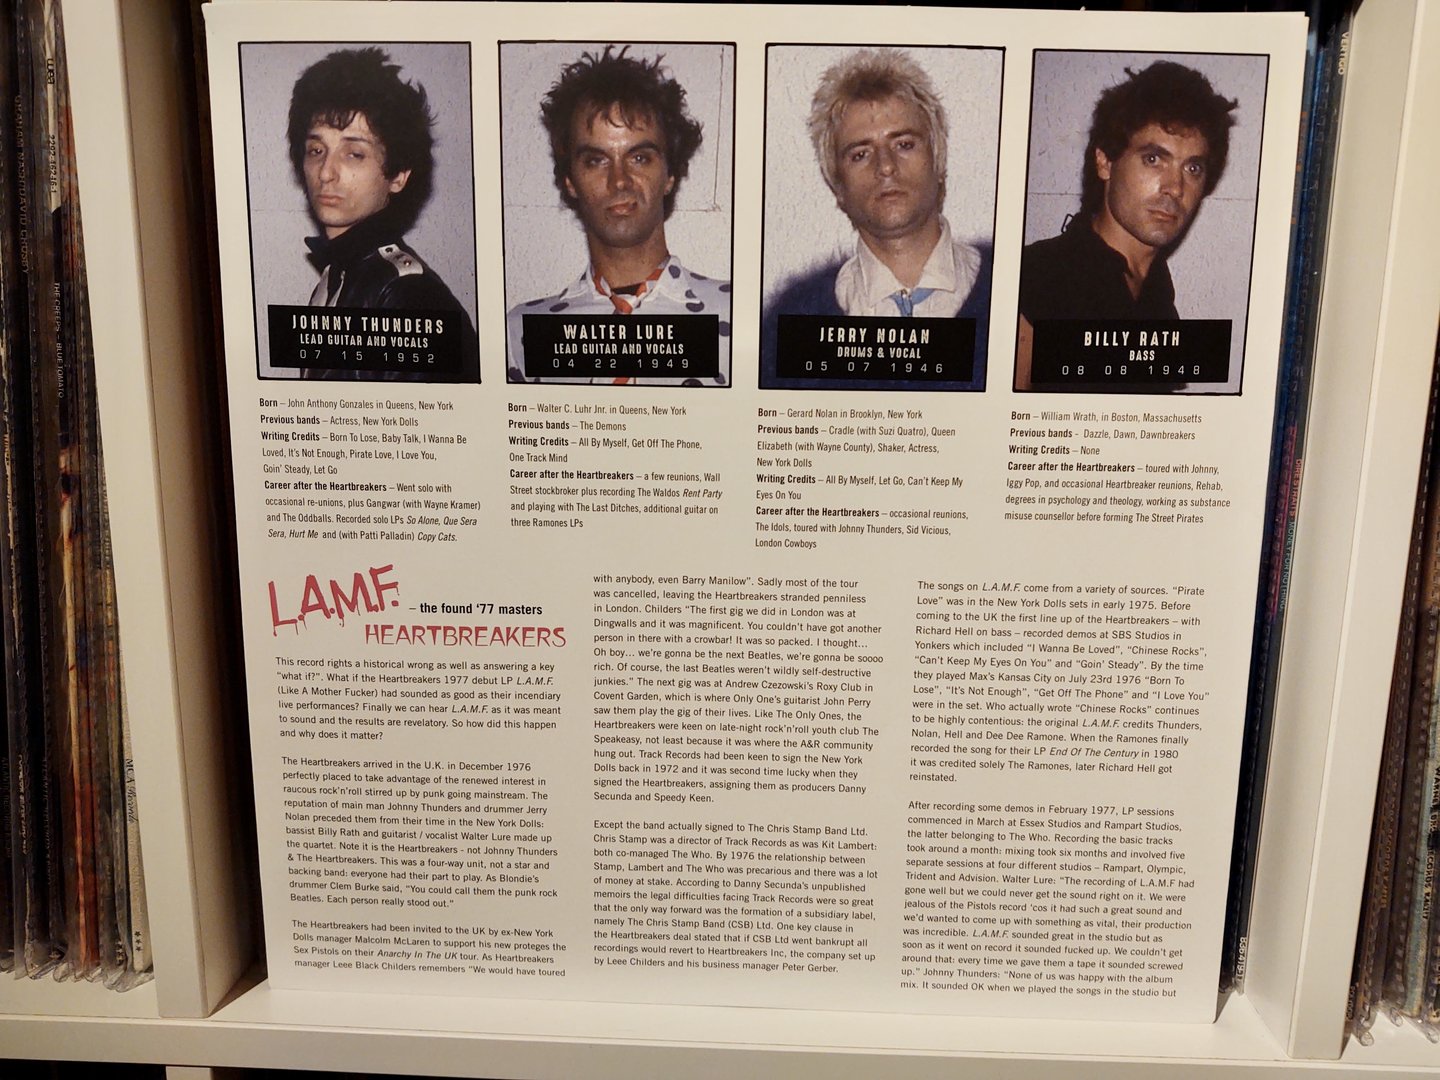 JOHNNY THUNDERS
LEAD GUITAR AND VOCALS
07 15 1952
WALTER LURE
LEAD GUITAR AND VOCALS
04 22 1949
JERRY NOLAN
DRUMS & VOCAL
05 07 1946
BILLY RATH
BASS
08 08 1948
Born – John Anthony Gonzales in Queens, New York
Previous bands – Actress, New York Dolls
Writing Credits – Born To Lose, Baby Talk, I Wanna Be
Loved, It's Not Enough, Pirate Love, I Love You,
Goin' Steady, Let Go
Career after the Heartbreakers – Went solo with
occasional re-unions, plus Gangwar (with Wayne Kramer)
and The Oddballs. Recorded solo LPs So Alone, Que Sera
Sera, Hurt Me and (with Patti Palladin) Copy Cats.
Born – Walter C. Luhr Jnr. in Queens, New York
Previous bands – The Demons
Writing Credits – All By Myself, Get Off The Phone,
One Track Mind
Career after the Heartbreakers – a few reunions, Wall
Street stockbroker plus recording The Waldos Rent Party
and playing with The Last Ditches, additional guitar on
three Ramones LPs
Born – Gerard Nolan in Brooklyn, New York
Previous bands – Cradle (with Suzi Quatro), Queen
Elizabeth (with Wayne County), Shaker, Actress,
New York Dolls
Writing Credits – All By Myself, Let Go, Can't Keep My
Eyes On You
Career after the Heartbreakers – occasional reunions,
The Idols, toured with Johnny Thunders, Sid Vicious,
London Cowboys
Born – William Wrath, in Boston, Massachusetts
Previous bands - Dazzle, Dawn, Dawnbreakers
Writing Credits – None
Career after the Heartbreakers – toured with Johnny,
Iggy Pop, and occasional Heartbreaker reunions, Rehab,
degrees in psychology and theology, working as substance
misuse counsellor before forming The Street Pirates
L.A.M.F. – the found '77 masters
HEARTBREAKERS
This record rights a historical wrong as well as answering a key
"what if?". What if the Heartbreakers 1977 debut LP L.A.M.F.
(Like A Mother Fucker) had sounded as good as their incendiary
live performances? Finally we can hear L.A.M.F. as it was meant
to sound and the results are revelatory. So how did this happen
and why does it matter?
The Heartbreakers arrived in the U.K. in December 1976
perfectly placed to take advantage of the renewed interest in
raucous rock'n'roll stirred up by punk going mainstream. The
reputation of main man Johnny Thunders and drummer Jerry
Nolan preceded them from their time in the New York Dolls:
bassist Billy Rath and guitarist / vocalist Walter Lure made up
the quartet. Note it is the Heartbreakers - not Johnny Thunders
& The Heartbreakers. This was a four-way unit, not a star and
backing band: everyone had their part to play. As Blondie's
drummer Clem Burke said, "You could call them the punk rock
Beatles. Each person really stood out."
The Heartbreakers had been invited to the UK by ex-New York
Dolls manager Malcolm McLaren to support his new proteges the
Sex Pistols on their Anarchy In The UK tour. As Heartbreakers
manager Leee Black Childers remembers "We would have toured
with anybody, even Barry Manilow". Sadly most of the tour
was cancelled, leaving the Heartbreakers stranded penniless
in London. Childers "The first gig we did in London was at
Dingwalls and it was magnificent. You couldn't have got another
person in there with a crowbar! It was so packed. I thought...
Oh boy... we're gonna be the next Beatles, we're gonna be soooo
rich. Of course, the last Beatles weren't wildly self-destructive
junkies." The next gig was at Andrew Czezowski's Roxy Club in
Covent Garden, which is where Only One's guitarist John Perry
saw them play the gig of their lives. Like The Only Ones, the
Heartbreakers were keen on late-night rock'n'roll youth club The
Speakeasy, not least because it was where the A&R community
hung out. Track Records had been keen to sign the New York
Dolls back in 1972 and it was second time lucky when they
signed the Heartbreakers, assigning them as producers Danny
Secunda and Speedy Keen.
Except the band actually signed to The Chris Stamp Band Ltd.
Chris Stamp was a director of Track Records as was Kit Lambert:
both co-managed The Who. By 1976 the relationship between
Stamp, Lambert and The Who was precarious and there was a lot
of money at stake. According to Danny Secunda's unpublished
memoirs the legal difficulties facing Track Records were so great
that the only way forward was the formation of a subsidiary label,
namely The Chris Stamp Band (CSB) Ltd. One key clause in
the Heartbreakers deal stated that if CSB Ltd went bankrupt all
recordings would revert to Heartbreakers Inc, the company set up
by Leee Childers and his business manager Peter Gerber.
The songs on L.A.M.F. come from a variety of sources. "Pirate
Love" was in the New York Dolls sets in early 1975. Before
coming to the UK the first line up of the Heartbreakers – with
Richard Hell on bass – recorded demos at SBS Studios in
Yonkers which included "I Wanna Be Loved", "Chinese Rocks",
"Can't Keep My Eyes On You" and "Goin' Steady". By the time
they played Max's Kansas City on July 23rd 1976 "Born To
Lose", "It's Not Enough", "Get Off The Phone" and "I Love You"
were in the set. Who actually wrote "Chinese Rocks" continues
to be highly contentious: the original L.A.M.F. credits Thunders,
Nolan, Hell and Dee Dee Ramone. When the Ramones finally
recorded the song for their LP End Of The Century in 1980
it was credited solely The Ramones, later Richard Hell got
reinstated.
After recording some demos in February 1977, LP sessions
commenced in March at Essex Studios and Rampart Studios,
the latter belonging to The Who. Recording the basic tracks
took around a month: mixing took six months and involved five
separate sessions at four different studios – Rampart, Olympic,
Trident and Advision. Walter Lure: "The recording of L.A.M.F had
gone well but we could never get the sound right on it. We were
jealous of the Pistols record 'cos it had such a great sound and
we'd wanted to come up with something as vital, their production
was incredible. L.A.M.F. sounded great in the studio but as
soon as it went on record it sounded fucked up. We couldn't get
around that: every time we gave them a tape it sounded screwed
up." Johnny Thunders: "None of us was happy with the album
mix. It sounded OK when we played the songs in the studio but
GRAHAM NASH/DAVID CROSBY
THE CREEPS – BLUE TOMATO
VERTIGO